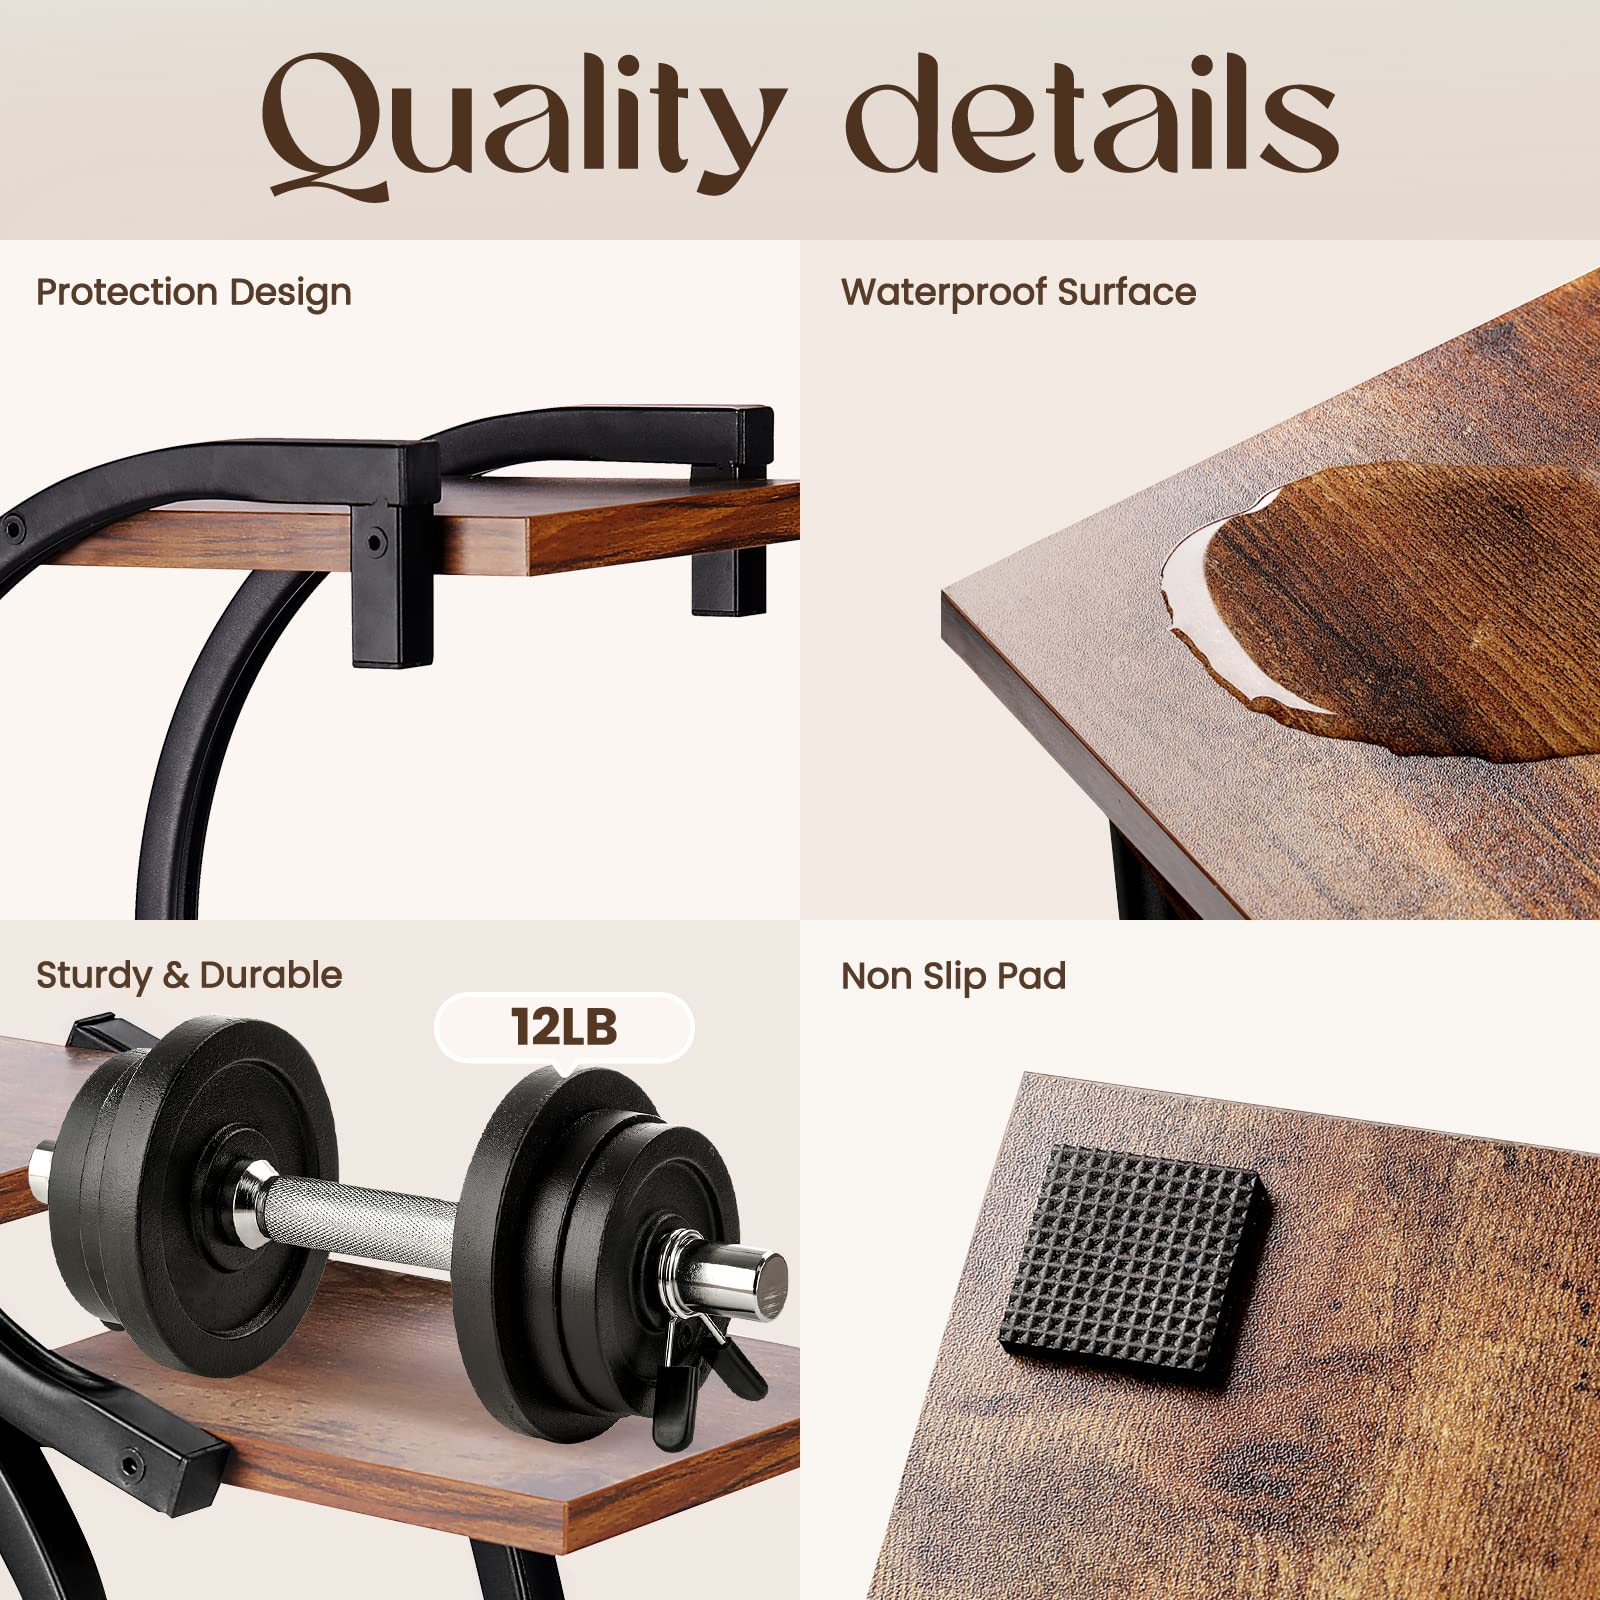 Quality details
Protection Design
Waterproof Surface
Sturdy & Durable
12LB
Non Slip Pad